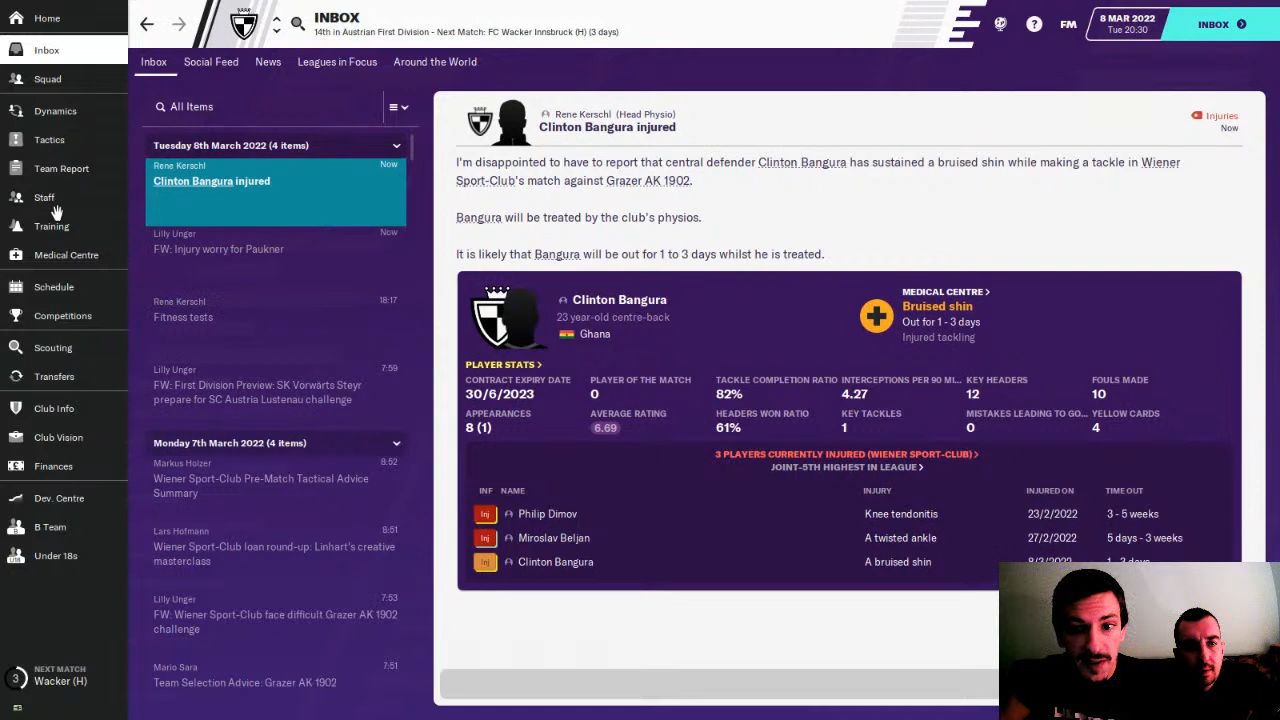 Home
INBOX
14th in Austrian First Division - Next Match: FC Wacker Innsbruck (H) (3 days)
?
FM
8 MAR 2022
Tue 20:30
INBOX
Inbox
Squad
Dynamics
Tactics
Team Report
Staff
Training
Medical Centre
Schedule
Competitions
Scouting
Transfers
Club Info
Club Vision
Finances
Dev. Centre
B Team
Under 18s
NEXT MATCH
3 Wacker (H)
Inbox Social Feed News Leagues in Focus Around the World
All Items
Tuesday 8th March 2022 (4 items)
Rene Kerschl Now
Clinton Bangura injured
Lilly Unger Now
FW: Injury worry for Paukner
Rene Kerschl 18:17
Fitness tests
Lilly Unger 7:59
FW: First Division Preview: SK Vorwärts Steyr
prepare for SC Austria Lustenau challenge
Monday 7th March 2022 (4 items)
Markus Holzer 8:52
Wiener Sport-Club Pre-Match Tactical Advice
Summary
Lars Hofmann 8:51
Wiener Sport-Club loan round-up: Linhart's creative
masterclass
Lilly Unger 7:53
FW: Wiener Sport-Club face difficult Grazer AK 1902
challenge
Mario Sara 7:51
Team Selection Advice: Grazer AK 1902
Rene Kerschl (Head Physio)
Clinton Bangura injured
Injuries
Now
I'm disappointed to have to report that central defender Clinton Bangura has sustained a bruised shin while making a tackle in Wiener
Sport-Club's match against Grazer AK 1902.
Bangura will be treated by the club's physios.
It is likely that Bangura will be out for 1 to 3 days whilst he is treated.
Clinton Bangura
23 year-old centre-back
Ghana
MEDICAL CENTRE
Bruised shin
Out for 1 - 3 days
Injured tackling
PLAYER STATS
CONTRACT EXPIRY DATE PLAYER OF THE MATCH TACKLE COMPLETION RATIO INTERCEPTIONS PER 90 MI... KEY HEADERS FOULS MADE
30/6/2023 0 82% 4.27 12 10
APPEARANCES AVERAGE RATING HEADERS WON RATIO KEY TACKLES MISTAKES LEADING TO GO... YELLOW CARDS
8 (1) 6.69 61% 1 0 4
3 PLAYERS CURRENTLY INJURED (WIENER SPORT-CLUB)
JOINT-5TH HIGHEST IN LEAGUE
INF NAME INJURY INJURED ON TIME OUT
Inj Philip Dimov Knee tendonitis 23/2/2022 3 - 5 weeks
Inj Miroslav Beljan A twisted ankle 27/2/2022 5 days - 3 weeks
Inj Clinton Bangura A bruised shin 8/3/2022 1 - 3 days